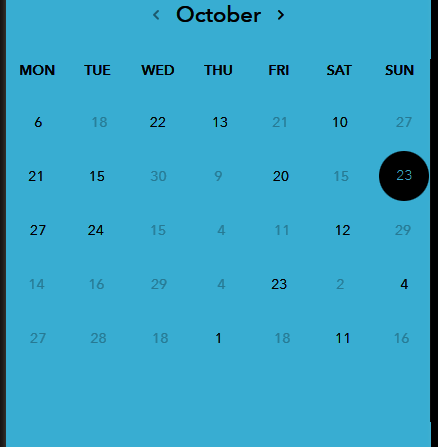 ‹ October ›
MON TUE WED THU FRI SAT SUN
6 18 22 13 21 10 27
21 15 30 9 20 15 23
27 24 15 4 11 12 29
14 16 29 4 23 2 4
27 28 18 1 18 11 16